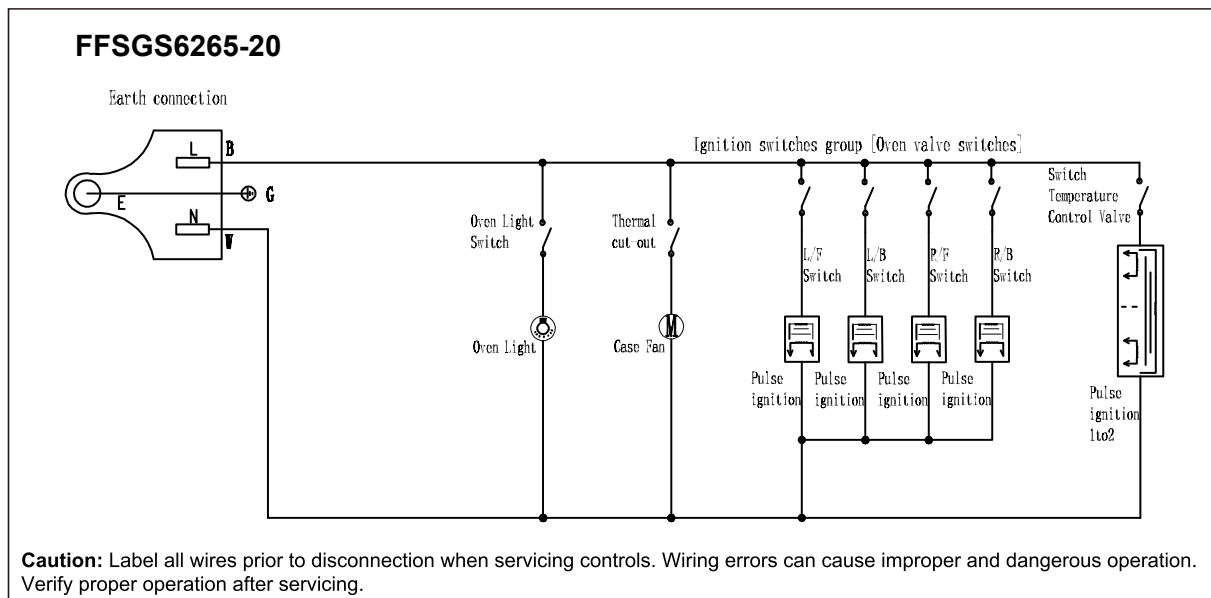 FFSGS6265-20
Earth connection
L
B
E
G
N
W
Ignition switches group [Oven valve switches]
Oven Light
Switch
Thermal
cut-out
Switch
Temperature
Control Valve
L/F
Switch
L/B
Switch
R/F
Switch
R/B
Switch
Oven Light
M
Case Fan
Pulse
ignition
Pulse
ignition
Pulse
ignition
Pulse
ignition
Pulse
ignition
1to2
Caution: Label all wires prior to disconnection when servicing controls. Wiring errors can cause improper and dangerous operation.
Verify proper operation after servicing.